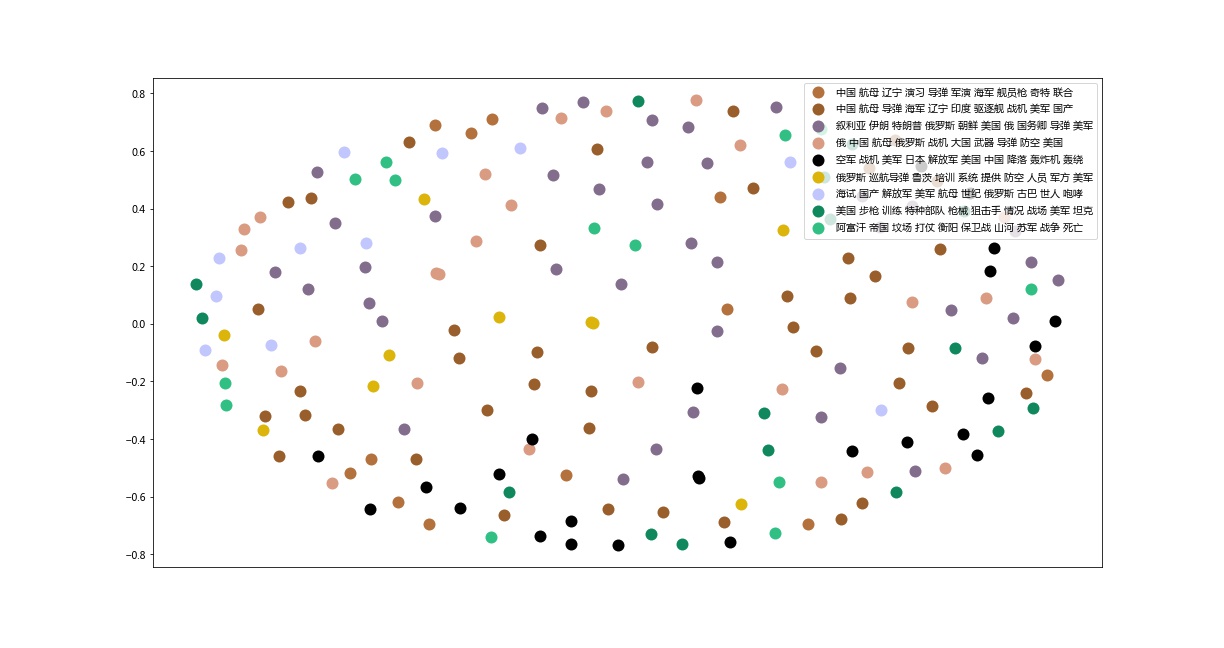 0.8
0.6
0.4
0.2
0.0
−0.2
−0.4
−0.6
−0.8
中国 航母 辽宁 演习 导弹 军演 海军 舰员枪 奇特 联合
中国 航母 导弹 海军 辽宁 印度 驱逐舰 战机 美军 国产
叙利亚 伊朗 特朗普 俄罗斯 朝鲜 美国 俄 国务卿 导弹 美军
俄 中国 航母 俄罗斯 战机 大国 武器 导弹 防空 美国
空军 战机 美军 日本 解放军 美国 中国 降落 轰炸机 轰绕
俄罗斯 巡航导弹 鲁茨 培训 系统 提供 防空 人员 军方 美军
海试 国产 解放军 美军 航母 世纪 俄罗斯 古巴 世人 咆哮
美国 步枪 训练 特种部队 枪械 狙击手 情况 战场 美军 坦克
阿富汗 帝国 坟场 打仗 衡阳 保卫战 山河 苏军 战争 死亡